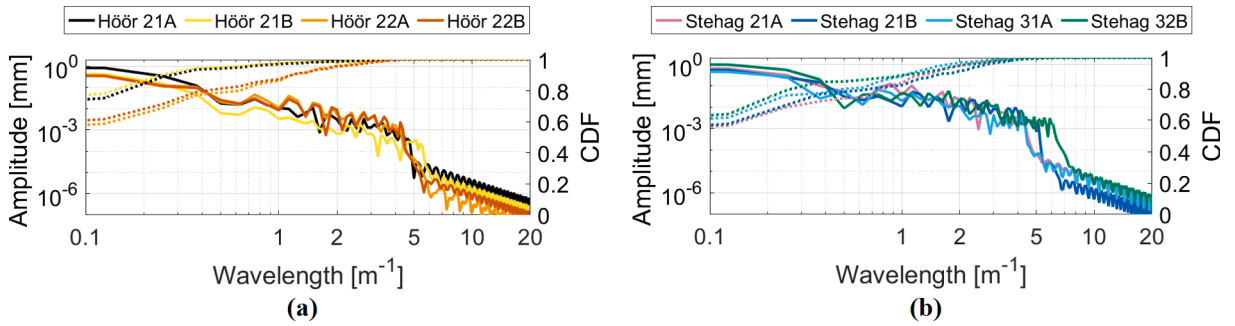 Höör 21A Höör 21B Höör 22A Höör 22B
Amplitude [mm]
10^0
10^-3
10^-6
1
0.8
0.6
0.4
0.2
0
CDF
0.1 1 2 5 10 20
Wavelength [m^-1]
(a)
Stehag 21A Stehag 21B Stehag 31A Stehag 32B
Amplitude [mm]
10^0
10^-3
10^-6
1
0.8
0.6
0.4
0.2
0
CDF
0.1 1 2 5 10 20
Wavelength [m^-1]
(b)